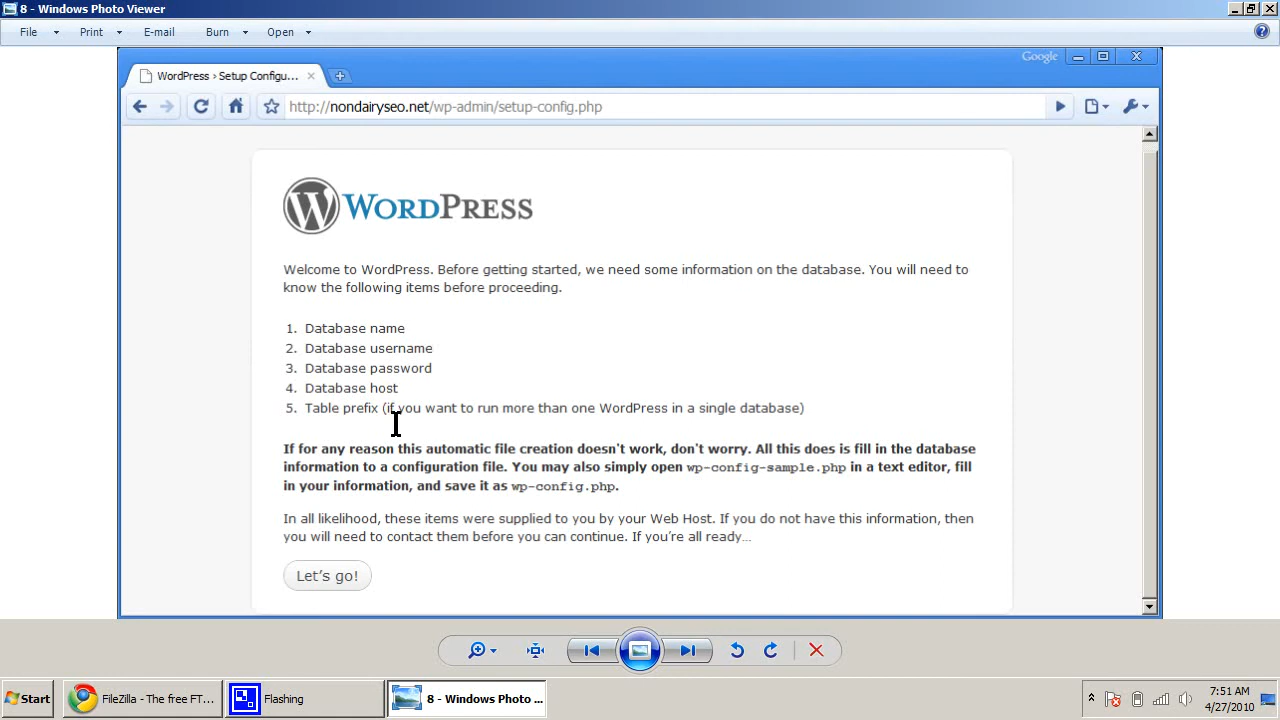 8 - Windows Photo Viewer
File Print E-mail Burn Open
Google
WordPress › Setup Configu...
http://nondairyseo.net/wp-admin/setup-config.php
W WORDPRESS
Welcome to WordPress. Before getting started, we need some information on the database. You will need to
know the following items before proceeding.
1. Database name
2. Database username
3. Database password
4. Database host
5. Table prefix (if you want to run more than one WordPress in a single database)
If for any reason this automatic file creation doesn't work, don't worry. All this does is fill in the database
information to a configuration file. You may also simply open wp-config-sample.php in a text editor, fill
in your information, and save it as wp-config.php.
In all likelihood, these items were supplied to you by your Web Host. If you do not have this information, then
you will need to contact them before you can continue. If you're all ready…
Let's go!
Start FileZilla - The free FT... Flashing 8 - Windows Photo ... 7:51 AM
4/27/2010